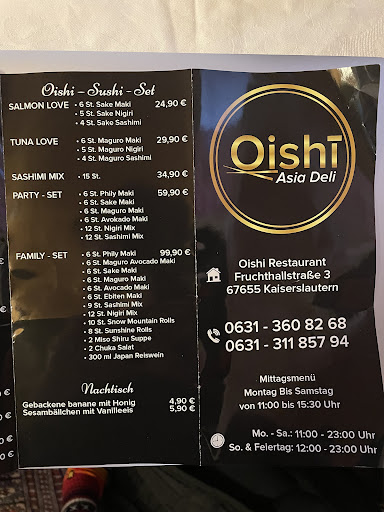 Oishi – Sushi - Set
SALMON LOVE • 6 St. Sake Maki 24,90 €
• 5 St. Sake Nigiri
• 4 St. Sake Sashimi
TUNA LOVE • 6 St. Maguro Maki 29,90 €
• 5 St. Maguro Nigiri
• 4 St. Maguro Sashimi
SASHIMI MIX • 15 St. 34,90 €
PARTY - SET • 6 St. Phily Maki 59,90 €
• 6 St. Sake Maki
• 6 St. Maguro Maki
• 6 St. Avokado Maki
• 12 St. Nigiri Mix
• 12 St. Sashimi Mix
FAMILY - SET • 6 St. Phily Maki 99,90 €
• 6 St. Maguro Avocado Maki
• 6 St. Sake Maki
• 6 St. Maguro Maki
• 6 St. Avocado Maki
• 6 St. Ebiten Maki
• 9 St. Sashimi Mix
• 12 St. Nigiri Mix
• 10 St. Snow Mountain Rolls
• 8 St. Sunshine Rolls
• 2 Miso Shiru Suppe
• 2 Chuka Salat
• 300 ml Japan Reiswein
Nachtisch
Gebackene banane mit Honig 4,90 €
Sesambällchen mit Vanilleeis 5,90 €
Oishī
Asia Deli
Oishi Restaurant
Fruchthallstraße 3
67655 Kaiserslautern
0631 - 360 82 68
0631 - 311 857 94
Mittagsmenü
Montag Bis Samstag
von 11:00 bis 15:30 Uhr
Mo. - Sa.: 11:00 - 23:00 Uhr
So. & Feiertag: 12:00 - 23:00 Uhr